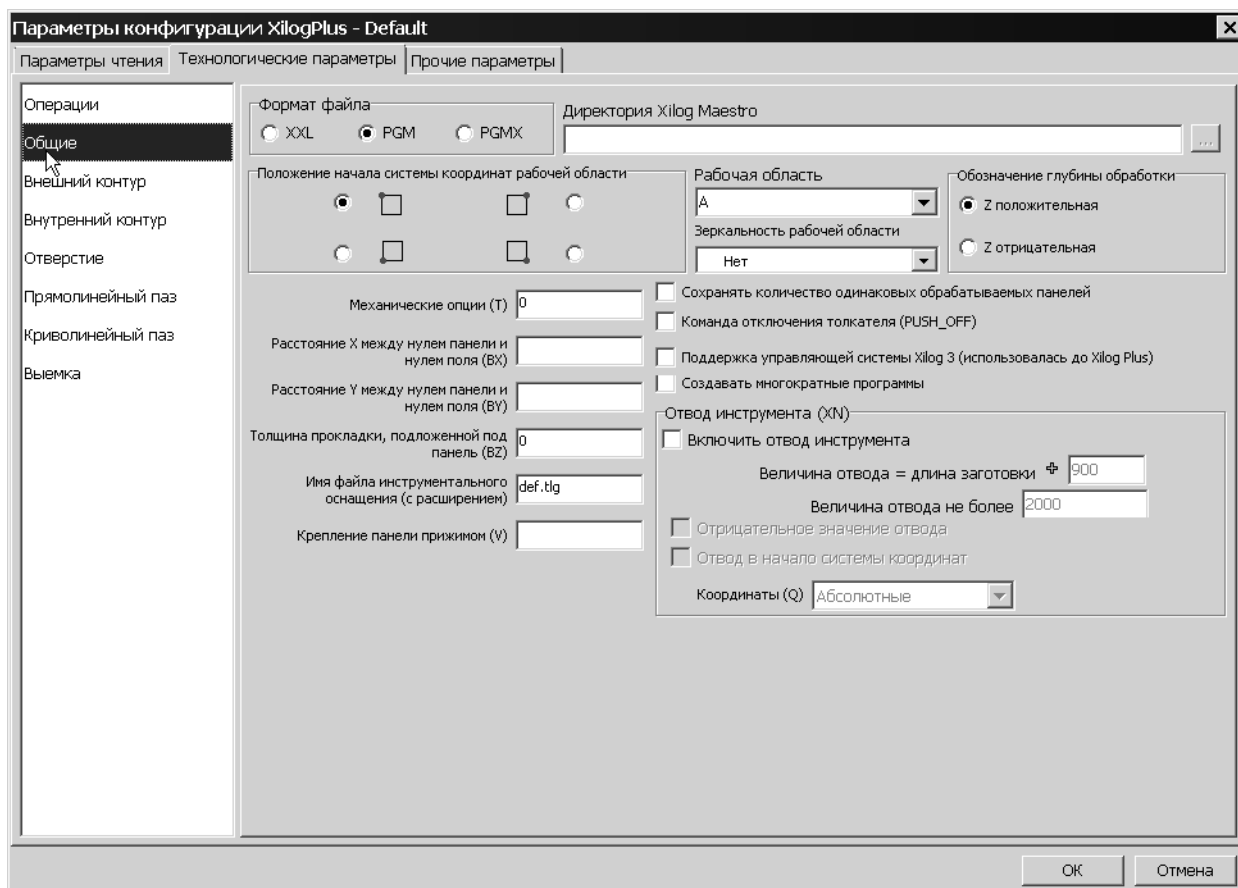 Параметры конфигурации XilogPlus - Default
Параметры чтения
Технологические параметры
Прочие параметры
Операции
Общие
Внешний контур
Внутренний контур
Отверстие
Прямолинейный паз
Криволинейный паз
Выемка
Формат файла
XXL
PGM
PGMX
Директория Xilog Maestro
...
Положение начала системы координат рабочей области
Рабочая область
A
Зеркальность рабочей области
Нет
Обозначение глубины обработки
Z положительная
Z отрицательная
Механические опции (T)
0
Расстояние X между нулем панели и
нулем поля (BX)
Расстояние Y между нулем панели и
нулем поля (BY)
Толщина прокладки, подложенной под
панель (BZ)
0
Имя файла инструментального
оснащения (с расширением)
def.tlg
Крепление панели прижимом (V)
Сохранять количество одинаковых обрабатываемых панелей
Команда отключения толкателя (PUSH_OFF)
Поддержка управляющей системы Xilog 3 (использовалась до Xilog Plus)
Создавать многократные программы
Отвод инструмента (XN)
Включить отвод инструмента
Величина отвода = длина заготовки + 900
Величина отвода не более 2000
Отрицательное значение отвода
Отвод в начало системы координат
Координаты (Q) Абсолютные
ОК
Отмена